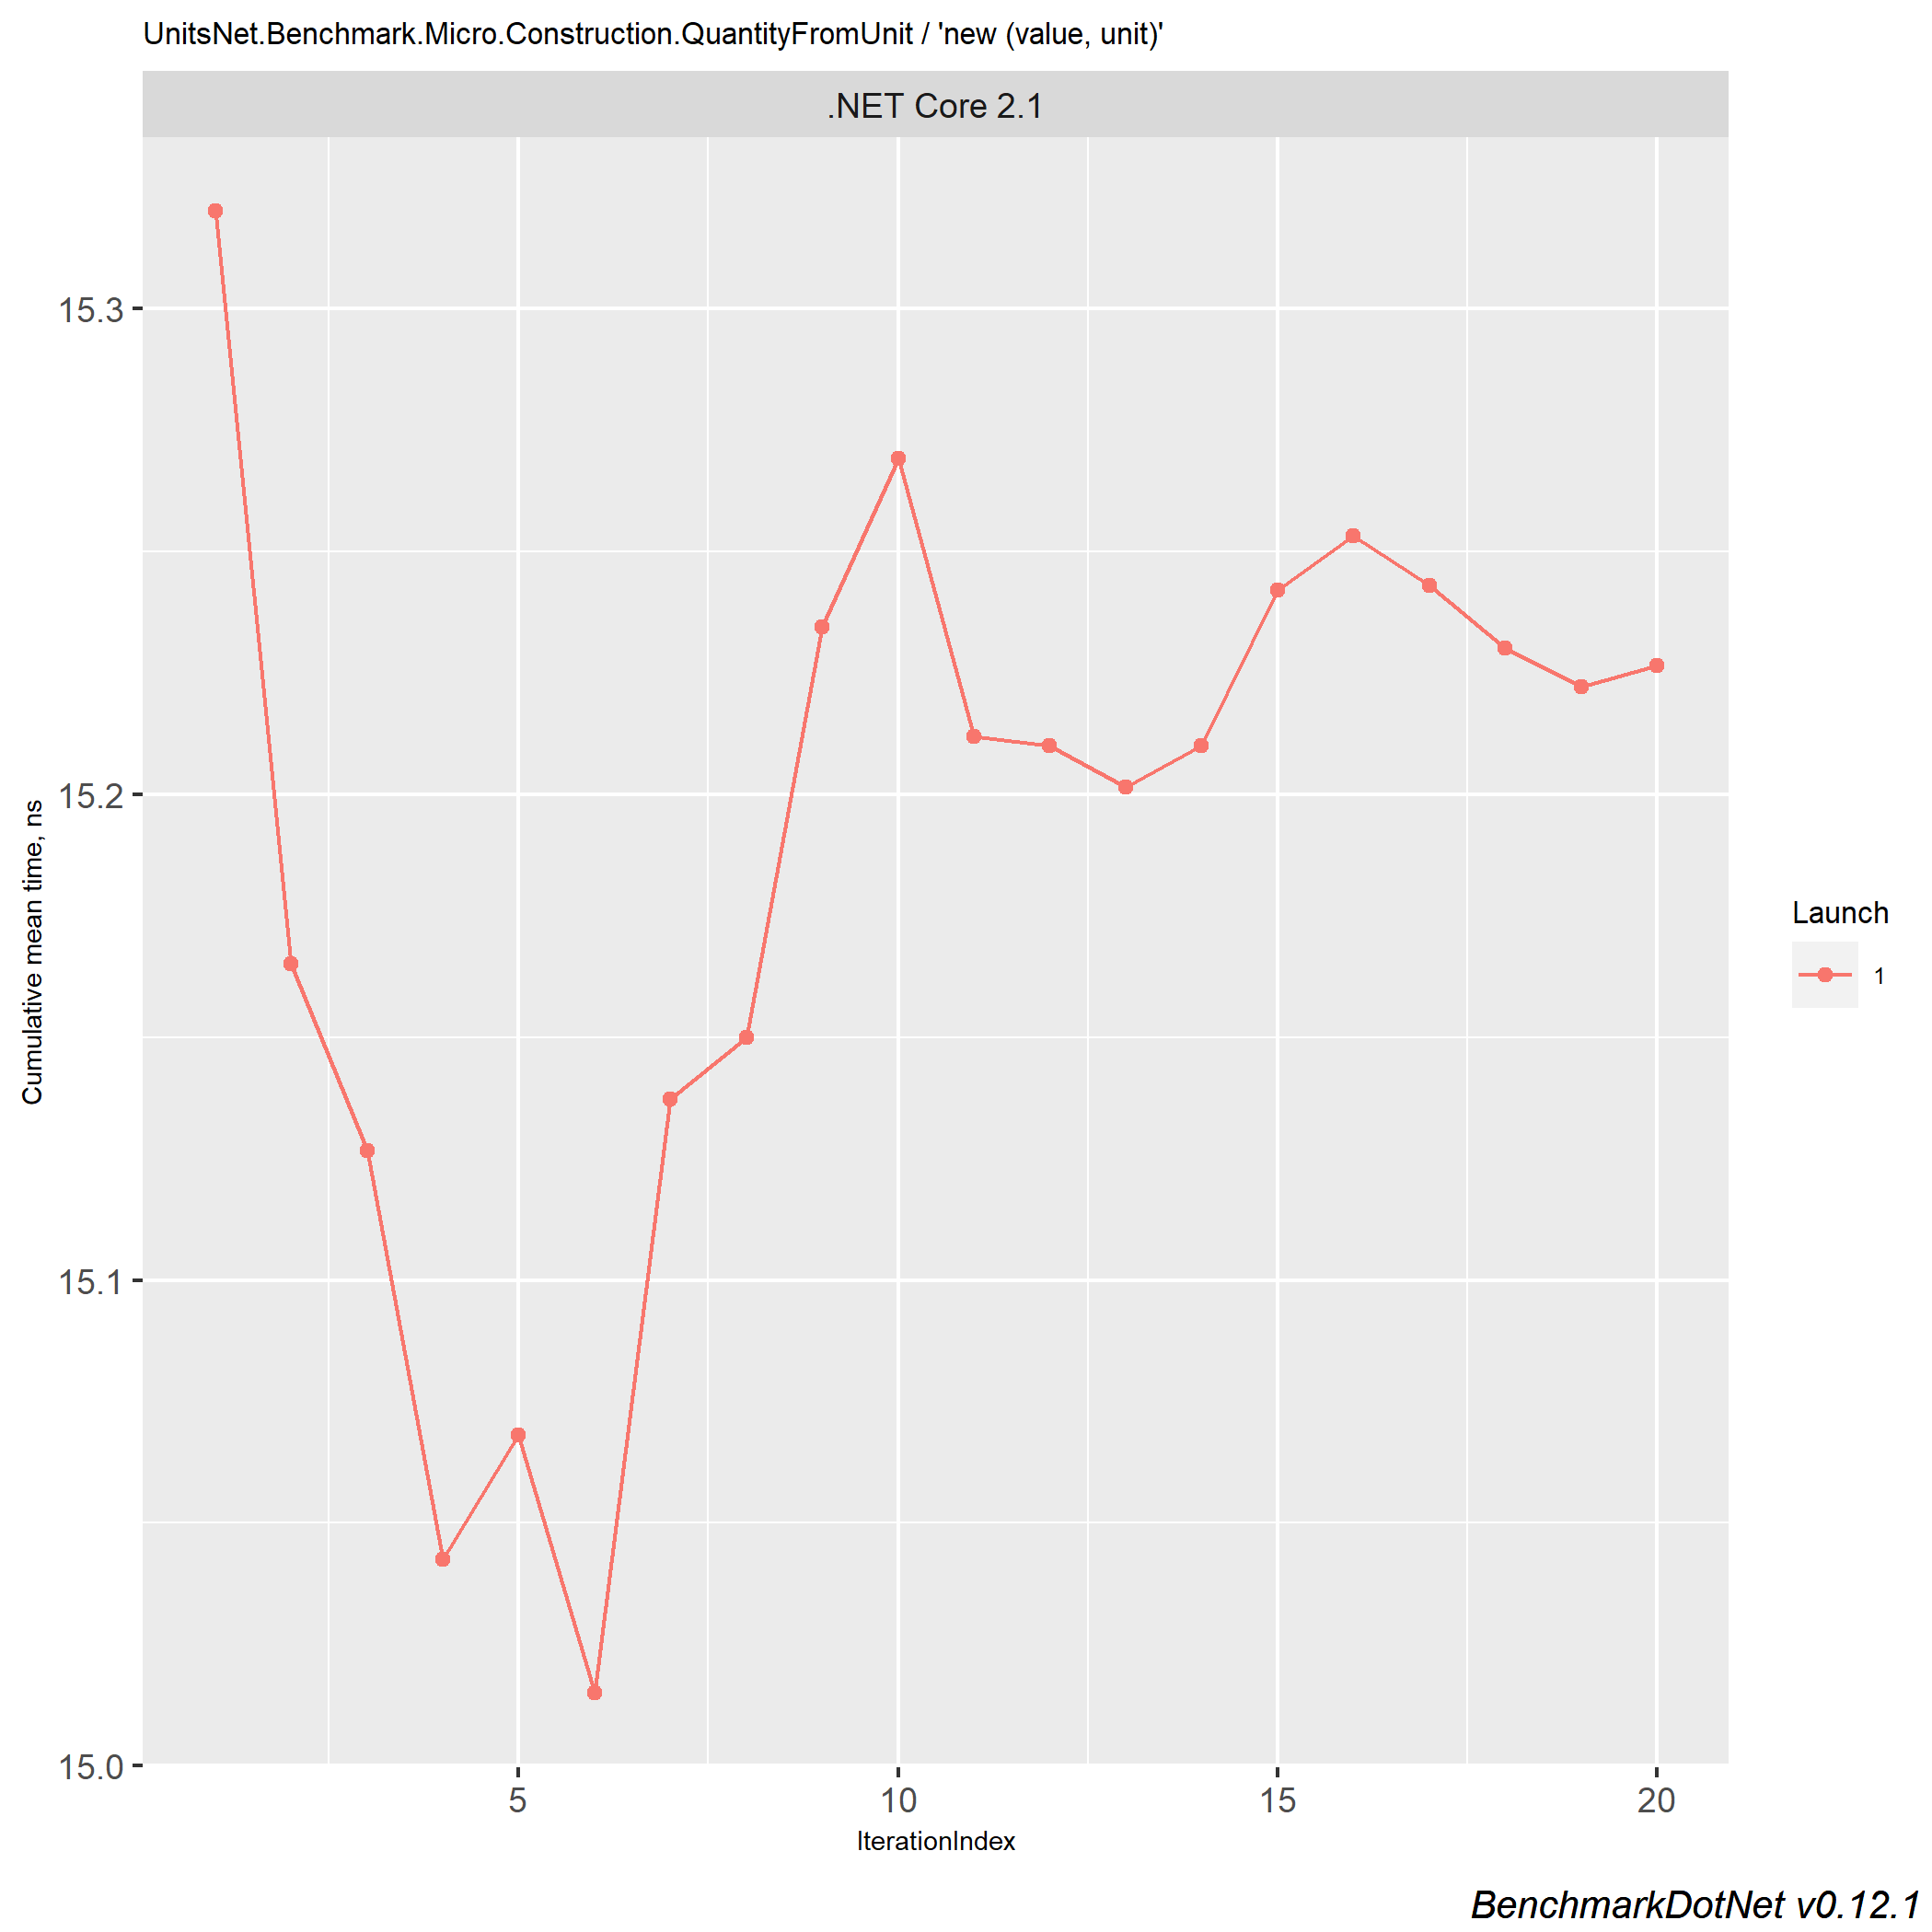 UnitsNet.Benchmark.Micro.Construction.QuantityFromUnit / 'new (value, unit)'
.NET Core 2.1
15.3
15.2
15.1
15.0
Cumulative mean time, ns
5
10
15
20
IterationIndex
Launch
1
BenchmarkDotNet v0.12.1